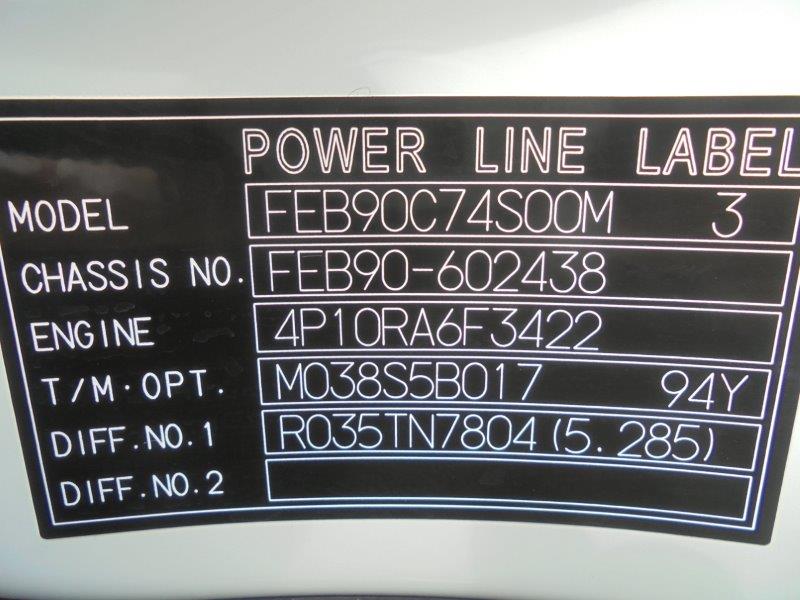 POWER LINE LABEL
MODEL FEB90C74S00M 3
CHASSIS NO. FEB90-602438
ENGINE 4P10RA6F3422
T/M·OPT. M038S5B017 94Y
DIFF.NO.1 R035TN7804(5.285)
DIFF.NO.2